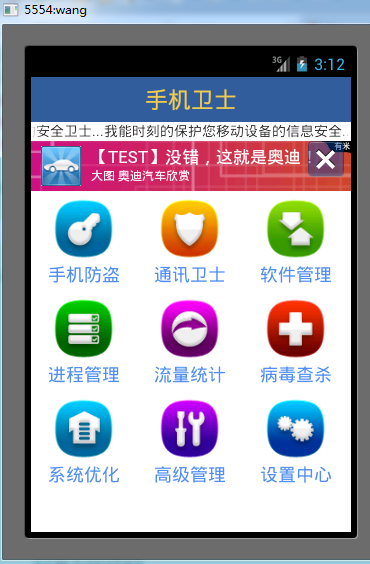 5554:wang
3G 3:12
手机卫士
安全卫士...我能时刻的保护您移动设备的信息安全...
【TEST】没错，这就是奥迪！
有米
大图 奥迪汽车欣赏
手机防盗 通讯卫士 软件管理
进程管理 流量统计 病毒查杀
系统优化 高级管理 设置中心